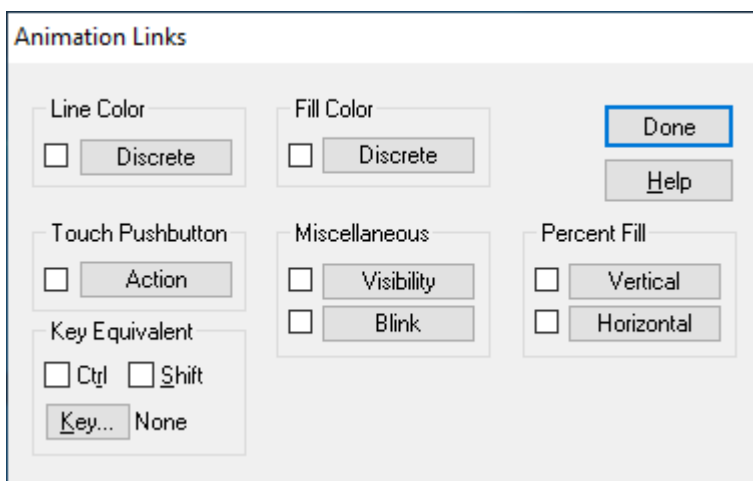 Animation Links
Line Color
Discrete
Fill Color
Discrete
Done
Help
Touch Pushbutton
Action
Miscellaneous
Visibility
Blink
Percent Fill
Vertical
Horizontal
Key Equivalent
Ctrl
Shift
Key...
None